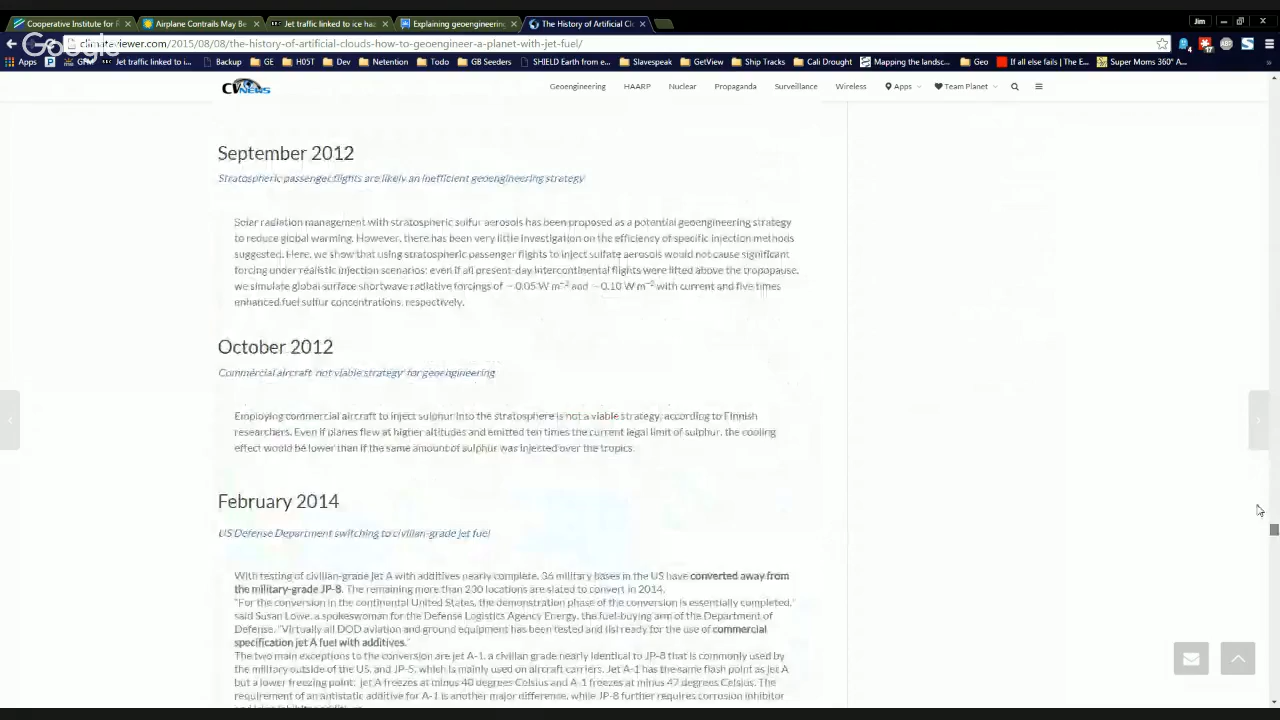 Cooperative Institute for R
Airplane Contrails May Be
Jet traffic linked to ice ha
Explaining geoengineering
The History of Artificial Cl
Jim
climateviewer.com/2015/08/08/the-history-of-artificial-clouds-how-to-geoengineer-a-planet-with-jet-fuel/
Google
Apps
GFM
Jet traffic linked to i...
Backup
GE
H05T
Dev
Netention
Todo
GB Seeders
SHIELD Earth from e...
Slavespeak
GetView
Ship Tracks
Cali Drought
Mapping the landsc...
Geo
If all else fails | The E...
Super Moms 360° A...
CV NEWS
Geoengineering
HAARP
Nuclear
Propaganda
Surveillance
Wireless
Apps
Team Planet
September 2012
Stratospheric passenger flights are likely an inefficient geoengineering strategy
Solar radiation management with stratospheric sulfur aerosols has been proposed as a potential geoengineering strategy
to reduce global warming. However, there has been very little investigation on the efficiency of specific injection methods
suggested. Here, we show that using stratospheric passenger flights to inject sulfate aerosols would not cause significant
forcing under realistic injection scenarios: even if all present-day intercontinental flights were lifted above the tropopause,
we simulate global surface shortwave radiative forcings of −0.05 W m⁻² and −0.10 W m⁻² with current and five times
enhanced fuel sulfur concentrations, respectively.
October 2012
Commercial aircraft 'not viable strategy' for geoengineering
Employing commercial aircraft to inject sulphur into the stratosphere is not a viable strategy, according to Finnish
researchers. Even if planes flew at higher altitudes and emitted ten times the current legal limit of sulphur, the cooling
effect would be lower than if the same amount of sulphur was injected over the tropics.
February 2014
US Defense Department switching to civilian-grade jet fuel
With testing of civilian-grade Jet A with additives nearly complete, 36 military bases in the US have converted away from
the military-grade JP-8. The remaining more than 230 locations are slated to convert in 2014.
"For the conversion in the continental United States, the demonstration phase of the conversion is essentially completed,"
said Susan Lowe, a spokeswoman for the Defense Logistics Agency Energy, the fuel-buying arm of the Department of
Defense. "Virtually all DOD aviation and ground equipment has been tested and is ready for the use of commercial
specification jet A fuel with additives."
The two main exceptions to the conversion are jet A-1, a civilian grade nearly identical to JP-8 that is commonly used by
the military outside of the US, and JP-5, which is mainly used on aircraft carriers. Jet A-1 has the same flash point as jet A
but a lower freezing point: jet A freezes at minus 40 degrees Celsius and A-1 freezes at minus 47 degrees Celsius. The
requirement of an antistatic additive for A-1 is another major difference, while JP-8 further requires corrosion inhibitor